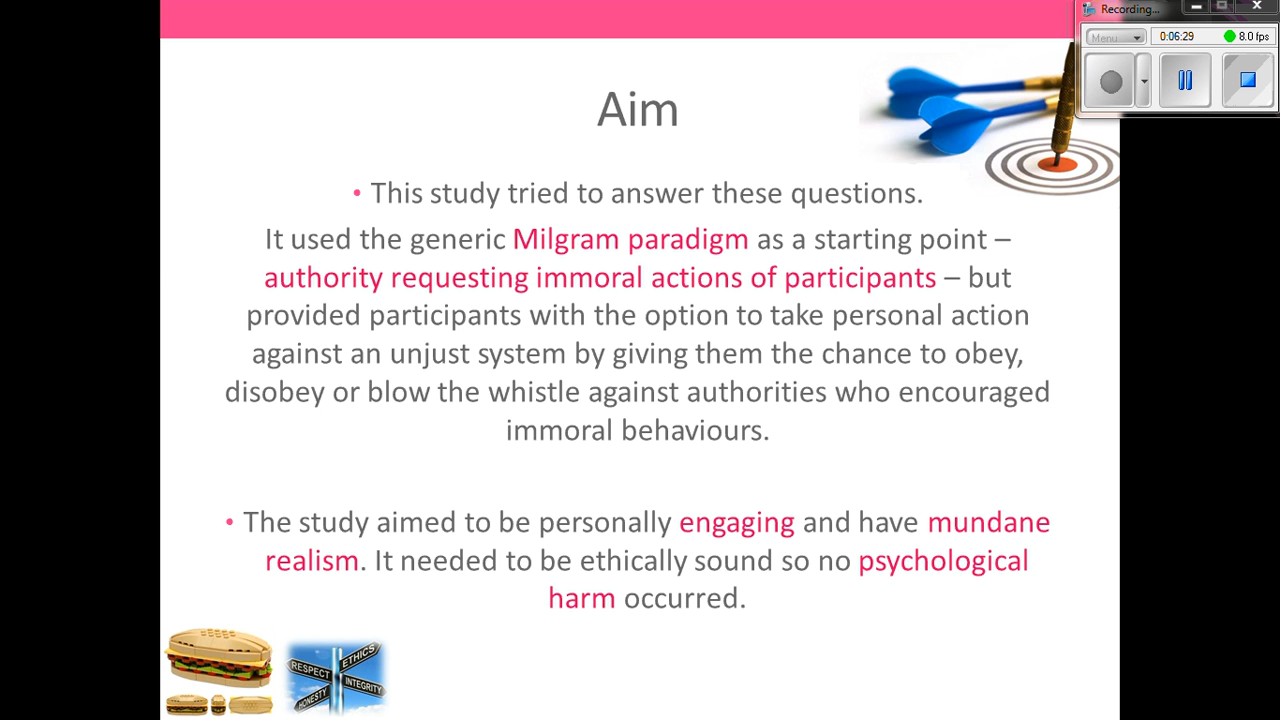 Recording...
Menu
0:06:29
8.0 fps
Aim
• This study tried to answer these questions.
It used the generic Milgram paradigm as a starting point –
authority requesting immoral actions of participants – but
provided participants with the option to take personal action
against an unjust system by giving them the chance to obey,
disobey or blow the whistle against authorities who encouraged
immoral behaviours.
• The study aimed to be personally engaging and have mundane
realism. It needed to be ethically sound so no psychological
harm occurred.
RESPECT
ETHICS
HONESTY
INTEGRITY